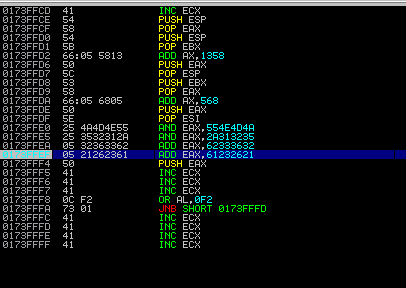 0173FFCD 41 INC ECX
0173FFCE 54 PUSH ESP
0173FFCF 58 POP EAX
0173FFD0 54 PUSH ESP
0173FFD1 5B POP EBX
0173FFD2 66:05 5813 ADD AX,1358
0173FFD6 50 PUSH EAX
0173FFD7 5C POP ESP
0173FFD8 53 PUSH EBX
0173FFD9 58 POP EAX
0173FFDA 66:05 6805 ADD AX,568
0173FFDE 50 PUSH EAX
0173FFDF 5E POP ESI
0173FFE0 25 4A4D4E55 AND EAX,554E4D4A
0173FFE5 25 3532312A AND EAX,2A313235
0173FFEA 05 32363362 ADD EAX,62333632
05 21262361 ADD EAX,61232621
0173FFF4 50 PUSH EAX
0173FFF5 41 INC ECX
0173FFF6 41 INC ECX
0173FFF7 41 INC ECX
0173FFF8 0C F2 OR AL,0F2
0173FFFA 73 01 JNB SHORT 0173FFFD
0173FFFC 41 INC ECX
0173FFFD 41 INC ECX
0173FFFE 41 INC ECX
0173FFFF 41 INC ECX